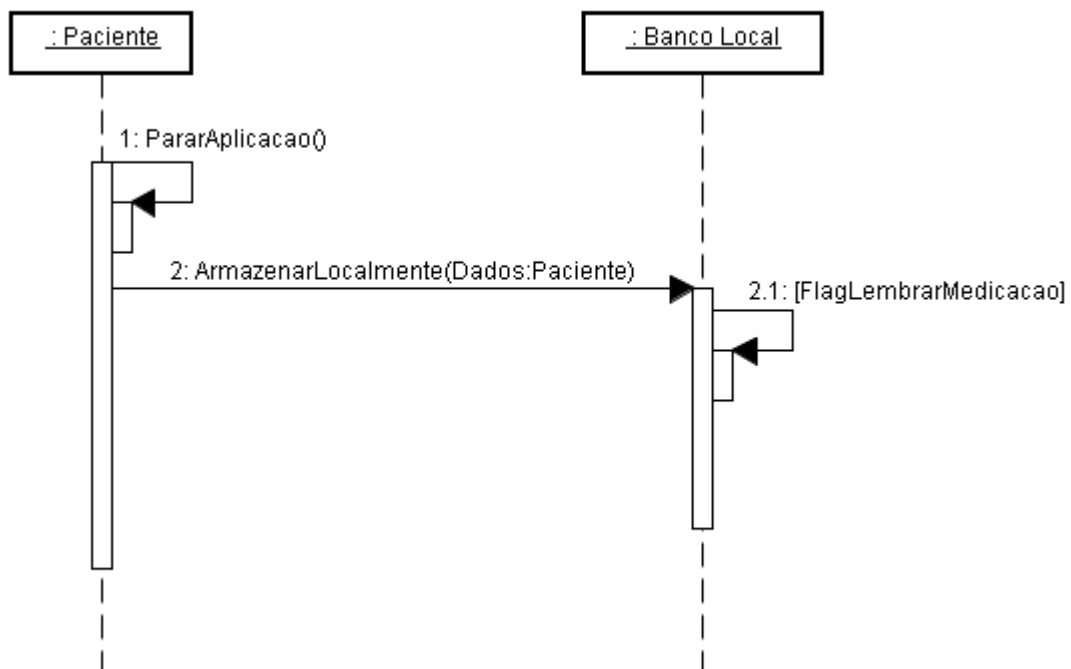 : Paciente
: Banco Local
1: PararAplicacao()
2: ArmazenarLocalmente(Dados:Paciente)
2.1: [FlagLembrarMedicacao]